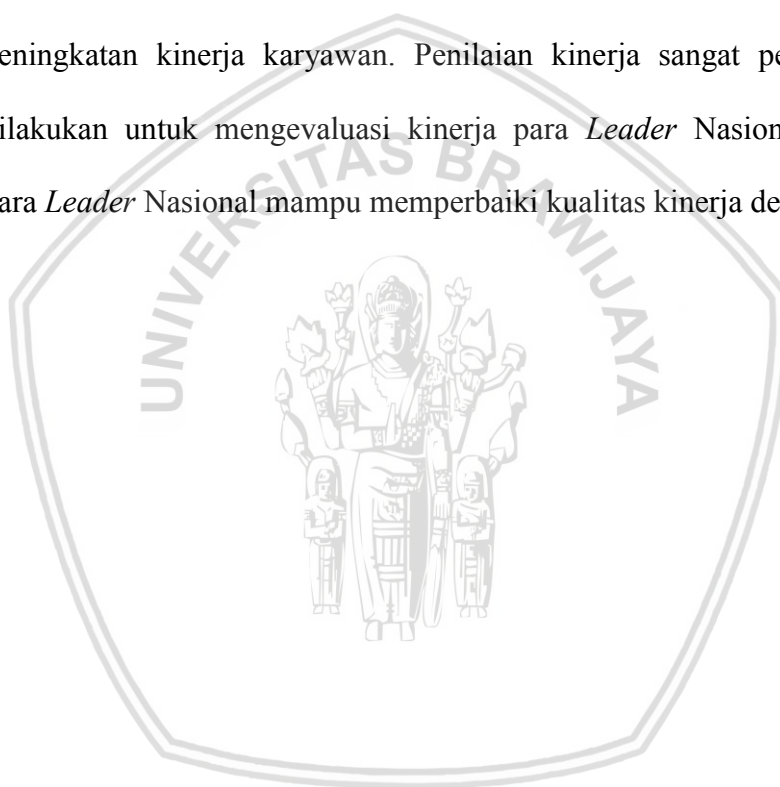 eningkatan kinerja karyawan. Penilaian kinerja sangat pe
ilakukan untuk mengevaluasi kinerja para Leader Nasion
ara Leader Nasional mampu memperbaiki kualitas kinerja de
UNIVERSITAS BRAWIJAYA